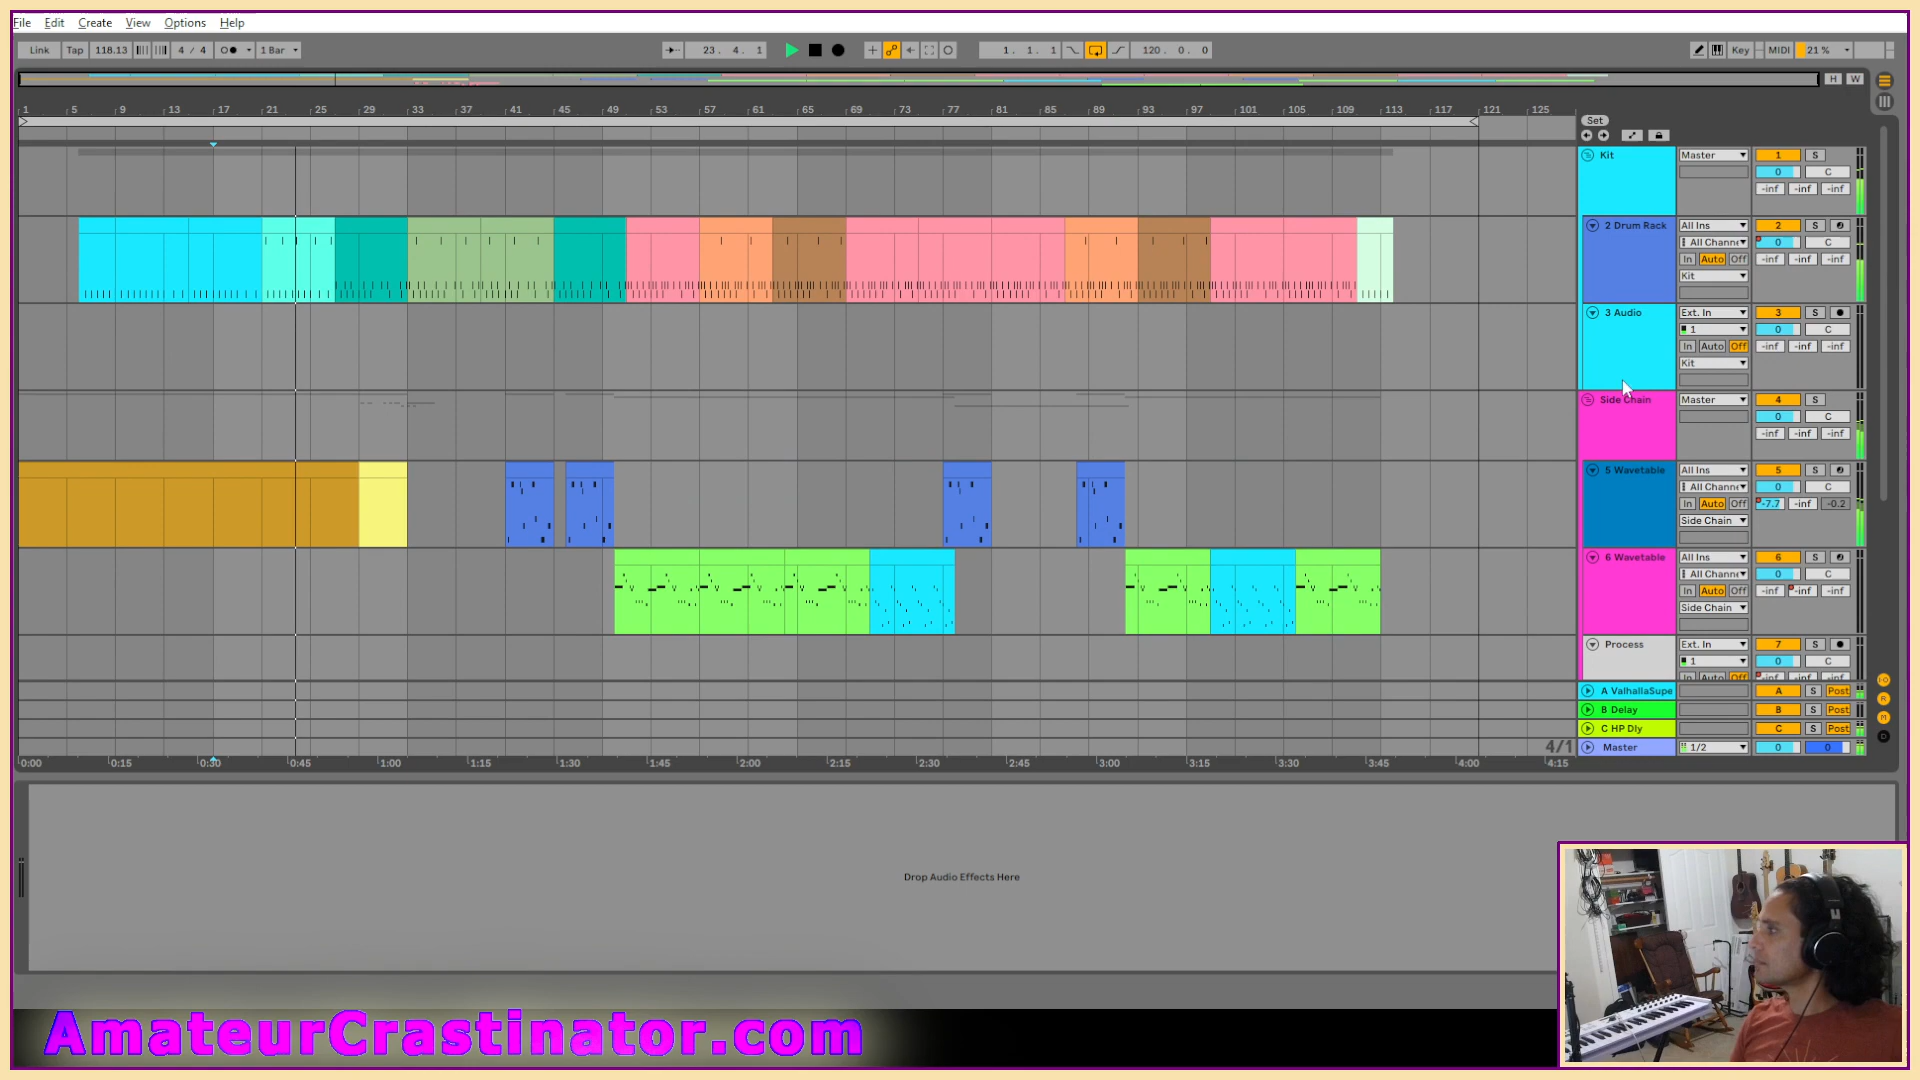 File Edit Create View Options Help
Link Tap 118.13 4 / 4 1 Bar 23 . 4 . 1 1 . 1 . 1 120 . 0 . 0 Key MIDI 21 %
H W
1 5 9 13 17 21 25 29 33 37 41 45 49 53 57 61 65 69 73 77 81 85 89 93 97 101 105 109 113 117 121 125
Set
Kit Master 1 S
0 C
-inf -inf -inf
2 Drum Rack All Ins 2 S
All Channe 0 C
In Auto Off -inf -inf -inf
Kit
3 Audio Ext. In 3 S
1 0 C
In Auto Off -inf -inf -inf
Kit
Side Chain Master 4 S
0 C
-inf -inf -inf
5 Wavetable All Ins 5 S
All Channe 0 C
In Auto Off -7.7 -inf -0.2
Side Chain
6 Wavetable All Ins 6 S
All Channe 0 C
In Auto Off -inf -inf -inf
Side Chain
Process Ext. In 7 S
1 0 C
In Auto Off -inf -inf -inf
A ValhallaSupe A S Post
B Delay B S Post
C HP Dly C S Post
4/1 Master 1/2 0 0
0:00 0:15 0:30 0:45 1:00 1:15 1:30 1:45 2:00 2:15 2:30 2:45 3:00 3:15 3:30 3:45 4:00 4:15
Drop Audio Effects Here
AmateurCrastinator.com